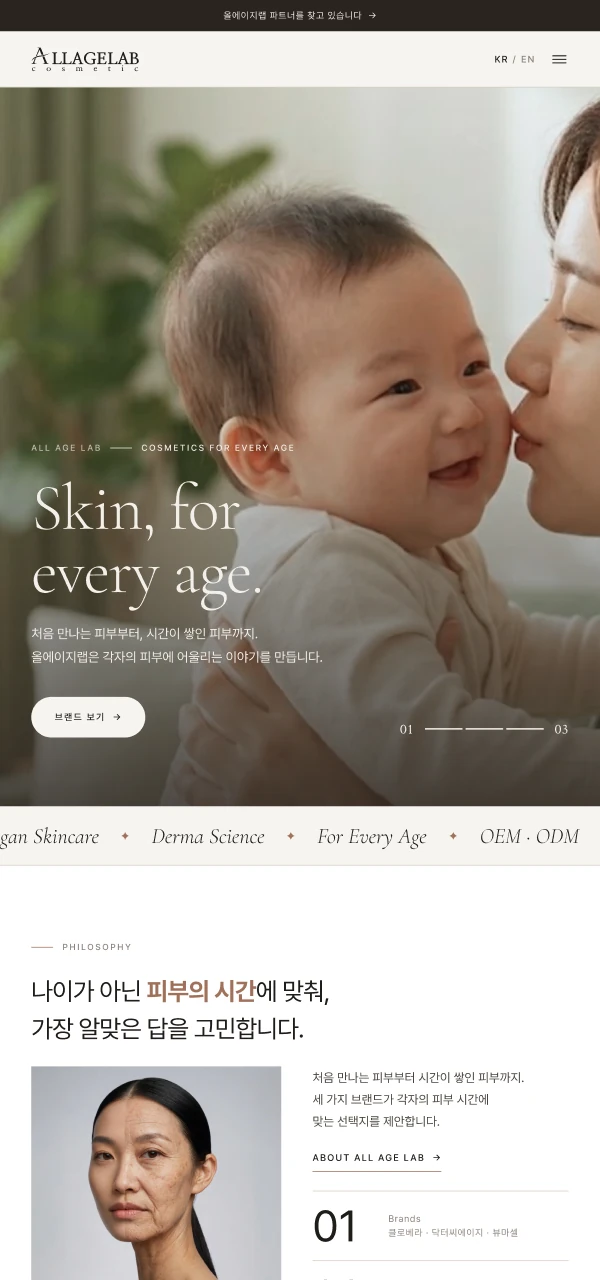 올에이지랩 파트너를 찾고 있습니다 →
ALLAGELAB
cosmetic
KR / EN
ALL AGE LAB — COSMETICS FOR EVERY AGE
Skin, for
every age.
처음 만나는 피부부터, 시간이 쌓인 피부까지.
올에이지랩은 각자의 피부에 어울리는 이야기를 만듭니다.
브랜드 보기 →
01 03
gan Skincare ✦ Derma Science ✦ For Every Age ✦ OEM · ODM
PHILOSOPHY
나이가 아닌 피부의 시간에 맞춰,
가장 알맞은 답을 고민합니다.
처음 만나는 피부부터 시간이 쌓인 피부까지.
세 가지 브랜드가 각자의 피부 시간에
맞는 선택지를 제안합니다.
ABOUT ALL AGE LAB →
01
Brands
클로베라 · 닥터씨에이지 · 뷰마셀